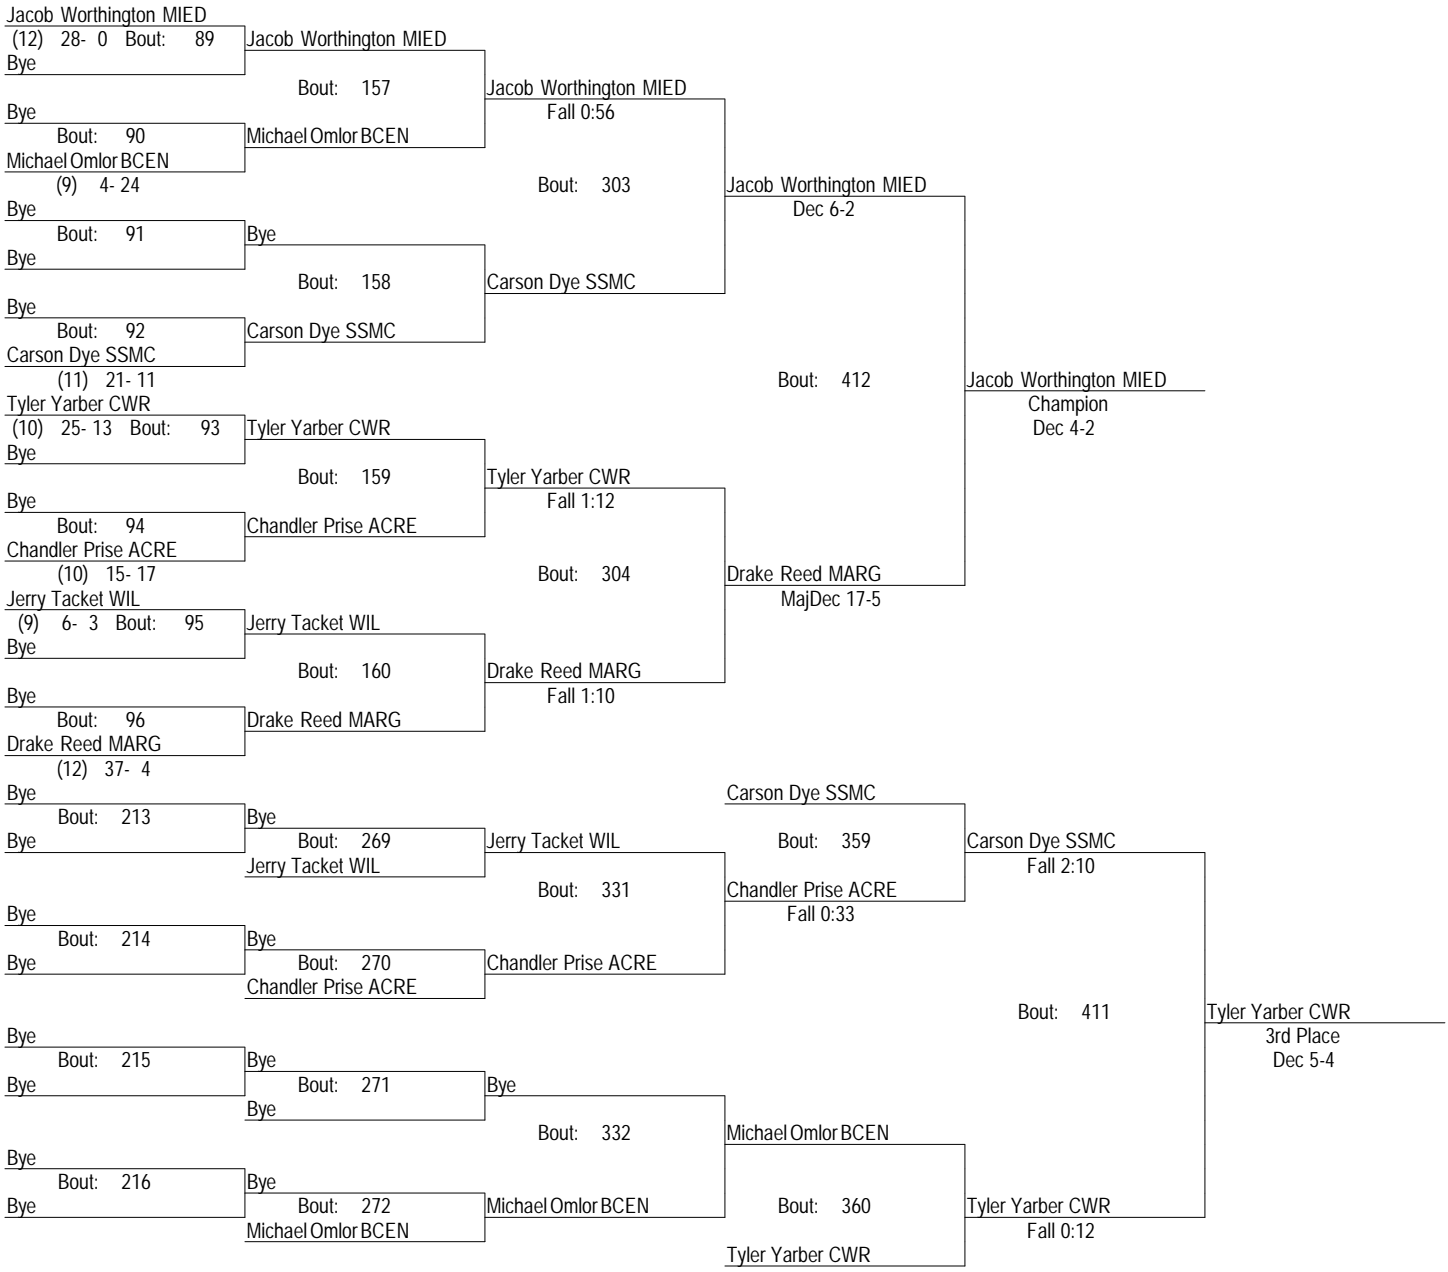 Jacob Worthington MIED
(12) 28- 0 Bout: 89 Jacob Worthington MIED
Bye
Bout: 157 Jacob Worthington MIED
Bye Fall 0:56
Bout: 90 Michael Omlor BCEN
Michael Omlor BCEN
(9) 4- 24 Bout: 303 Jacob Worthington MIED
Bye Dec 6-2
Bout: 91 Bye
Bye
Bout: 158 Carson Dye SSMC
Bye
Bout: 92 Carson Dye SSMC
Carson Dye SSMC
(11) 21- 11 Bout: 412 Jacob Worthington MIED
Tyler Yarber CWR Champion
(10) 25- 13 Bout: 93 Tyler Yarber CWR Dec 4-2
Bye
Bout: 159 Tyler Yarber CWR
Bye Fall 1:12
Bout: 94 Chandler Prise ACRE
Chandler Prise ACRE
(10) 15- 17 Bout: 304 Drake Reed MARG
Jerry Tacket WIL MajDec 17-5
(9) 6- 3 Bout: 95 Jerry Tacket WIL
Bye
Bout: 160 Drake Reed MARG
Bye Fall 1:10
Bout: 96 Drake Reed MARG
Drake Reed MARG
(12) 37- 4
Bye Carson Dye SSMC
Bout: 213 Bye
Bye Bout: 269 Jerry Tacket WIL Bout: 359 Carson Dye SSMC
Jerry Tacket WIL Fall 2:10
Bout: 331 Chandler Prise ACRE
Bye Fall 0:33
Bout: 214 Bye
Bye Bout: 270 Chandler Prise ACRE
Chandler Prise ACRE
Bout: 411 Tyler Yarber CWR
Bye 3rd Place
Bout: 215 Bye Dec 5-4
Bye Bout: 271 Bye
Bye
Bout: 332 Michael Omlor BCEN
Bye
Bout: 216 Bye
Bye Bout: 272 Michael Omlor BCEN Bout: 360 Tyler Yarber CWR
Michael Omlor BCEN Fall 0:12
Tyler Yarber CWR